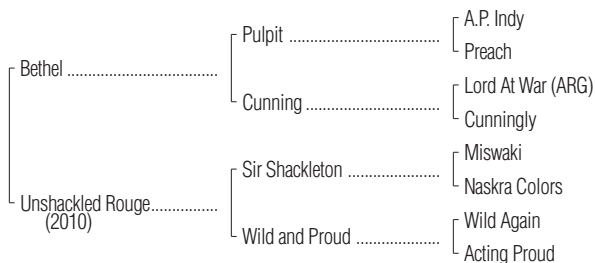 A.P. Indy
Pulpit
Preach
Bethel
Lord At War (ARG)
Cunning
Cunningly
Miswaki
Sir Shackleton
Naskra Colors
Unshackled Rouge
(2010)
Wild Again
Wild and Proud
Acting Proud